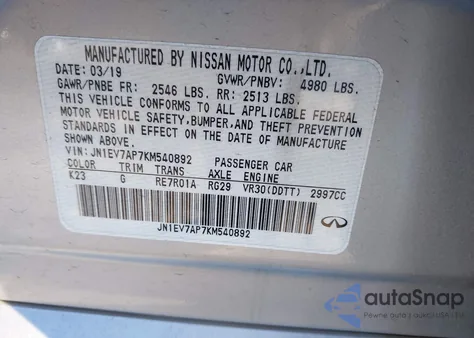 MANUFACTURED BY NISSAN MOTOR CO.,LTD.
DATE: 03/19 GVWR/PNBV: 4980 LBS.
GAWR/PNBE FR: 2546 LBS. RR: 2513 LBS.
THIS VEHICLE CONFORMS TO ALL APPLICABLE FEDERAL
MOTOR VEHICLE SAFETY,BUMPER,AND THEFT PREVENTION
STANDARDS IN EFFECT ON THE DATE OF MANUFACTURE
SHOWN ABOVE.
VIN: JN1EV7AP7KM540892 PASSENGER CAR
COLOR TRIM TRANS AXLE ENGINE
K23 G RE7R01A RG29 VR30(DDTT) 2997CC
JN1EV7AP7KM540892
autoSnap
Pewne auto's